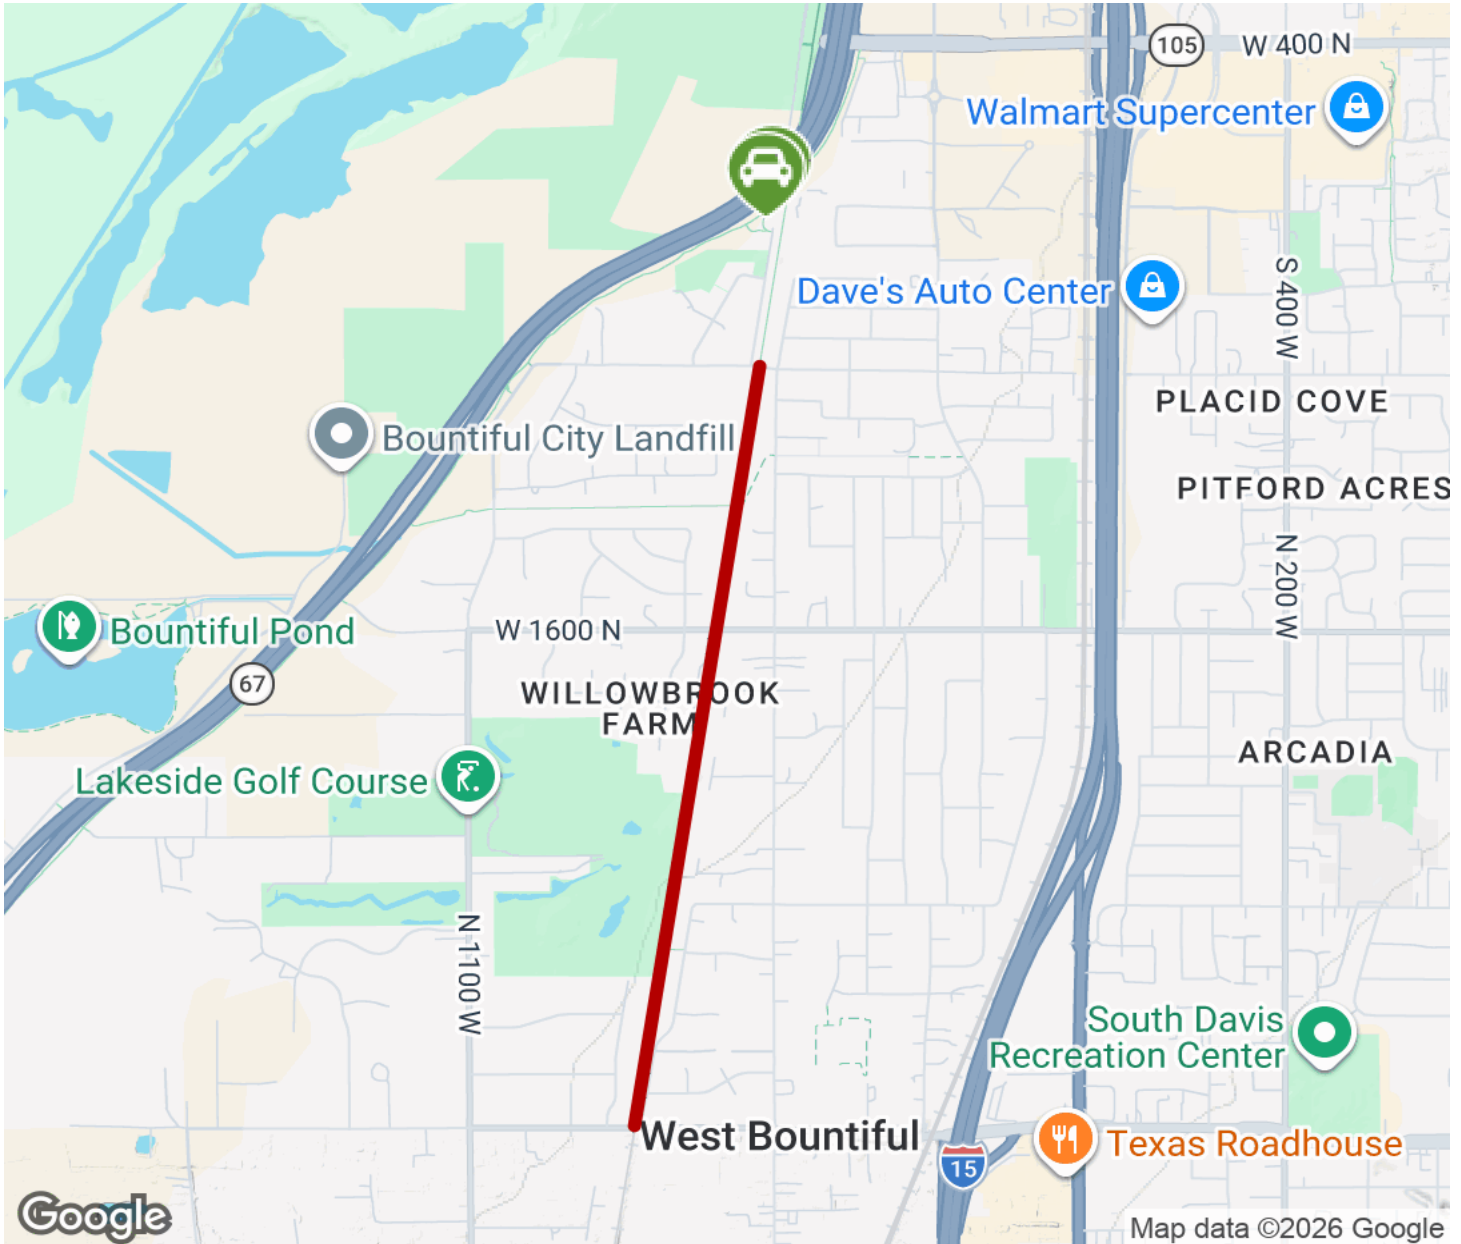 105
W 400 N
Walmart Supercenter
Dave's Auto Center
S 400 W
PLACID COVE
Bountiful City Landfill
PITFORD ACRES
N 200 W
Bountiful Pond
W 1600 N
67
WILLOWBROOK
FARM
ARCADIA
Lakeside Golf Course
N 1100 W
South Davis
Recreation Center
West Bountiful
Texas Roadhouse
15
Google
Map data ©2026 Google